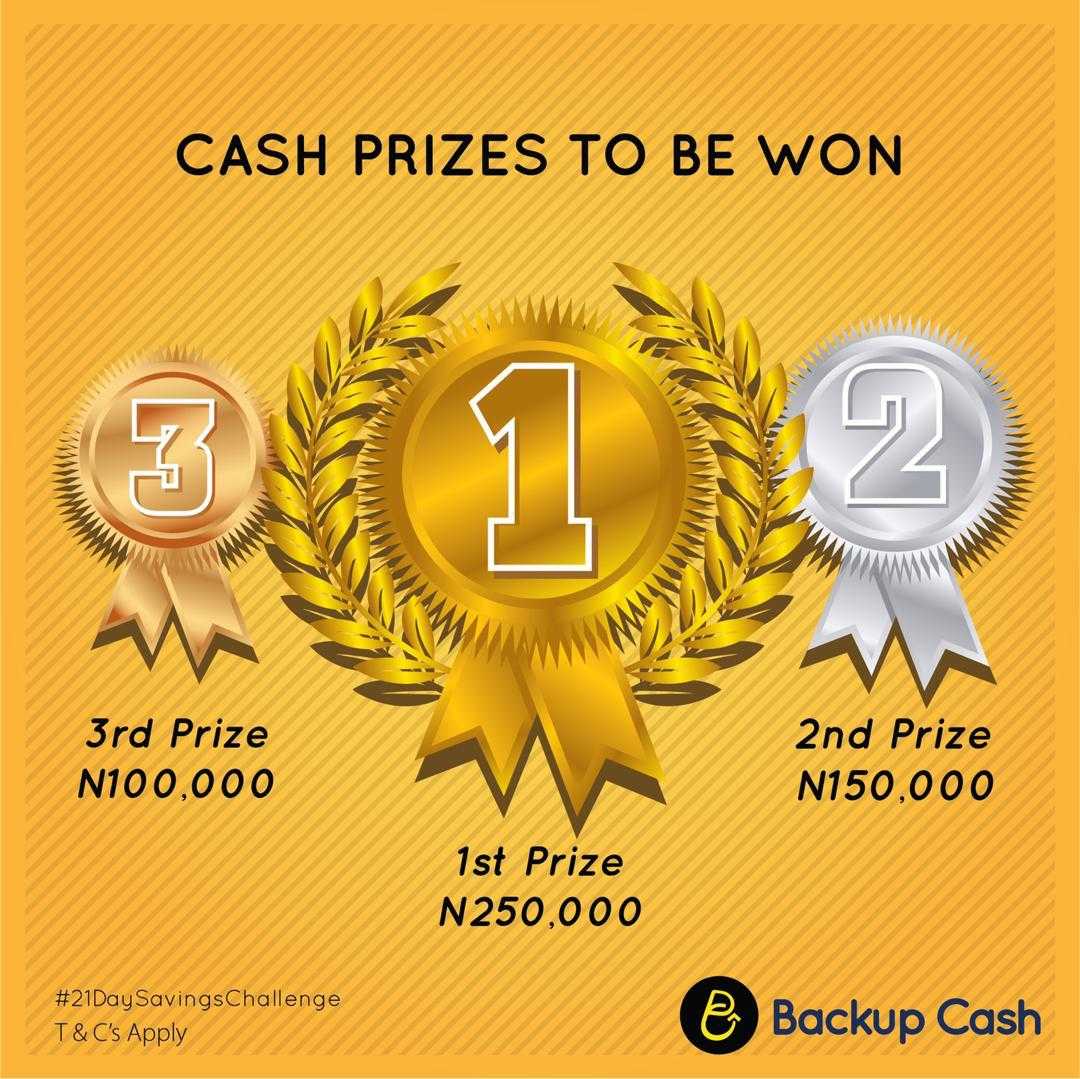 CASH PRIZES TO BE WON
3
1
2
3rd Prize
N100,000
2nd Prize
N150,000
1st Prize
N250,000
#21DaySavingsChallenge
T & C's Apply
Backup Cash